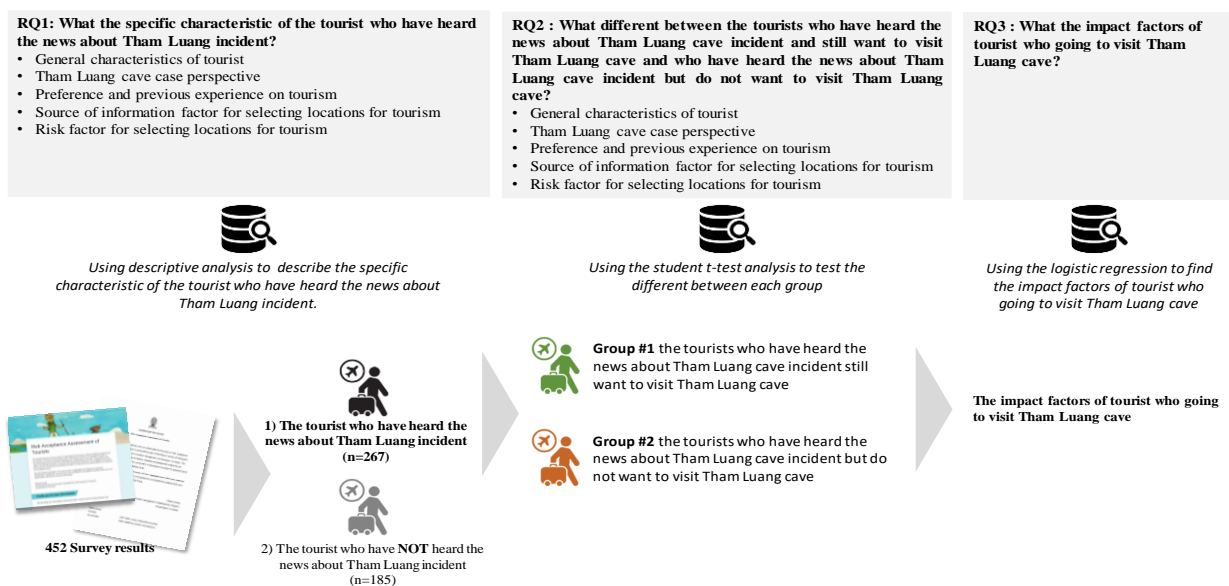 RQ1: What the specific characteristic of the tourist who have heard
the news about Tham Luang incident?
• General characteristics of tourist
• Tham Luang cave case perspective
• Preference and previous experience on tourism
• Source of information factor for selecting locations for tourism
• Risk factor for selecting locations for tourism
RQ2 : What different between the tourists who have heard the
news about Tham Luang cave incident and still want to visit
Tham Luang cave and who have heard the news about Tham
Luang cave incident but do not want to visit Tham Luang
cave?
• General characteristics of tourist
• Tham Luang cave case perspective
• Preference and previous experience on tourism
• Source of information factor for selecting locations for tourism
• Risk factor for selecting locations for tourism
RQ3 : What the impact factors of
tourist who going to visit Tham
Luang cave?
Using descriptive analysis to describe the specific
characteristic of the tourist who have heard the news about
Tham Luang incident.
Using the student t-test analysis to test the
different between each group
Using the logistic regression to find
the impact factors of tourist who
going to visit Tham Luang cave
Risk Acceptance Assessment of
Tourists
452 Survey results
1) The tourist who have heard the
news about Tham Luang incident
(n=267)
2) The tourist who have NOT heard the
news about Tham Luang incident
(n=185)
Group #1 the tourists who have heard the
news about Tham Luang cave incident still
want to visit Tham Luang cave
Group #2 the tourists who have heard the
news about Tham Luang cave incident but do
not want to visit Tham Luang cave
The impact factors of tourist who going
to visit Tham Luang cave